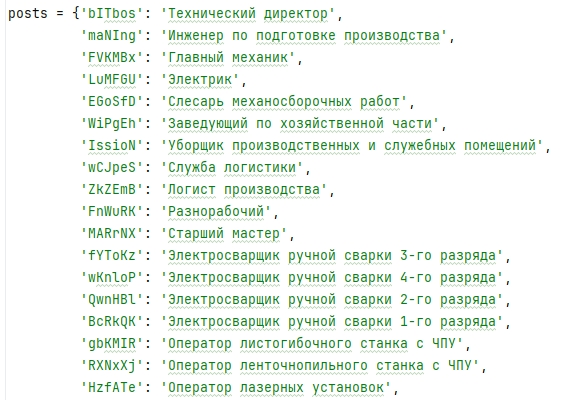 posts = {'bITbos': 'Технический директор',
'maNIng': 'Инженер по подготовке производства',
'FVKMBx': 'Главный механик',
'LuMFGU': 'Электрик',
'EGoSfD': 'Слесарь механосборочных работ',
'WiPgEh': 'Заведующий по хозяйственной части',
'IssioN': 'Уборщик производственных и служебных помещений',
'wCJpeS': 'Служба логистики',
'ZkZEmB': 'Логист производства',
'FnWuRK': 'Разнорабочий',
'MARrNX': 'Старший мастер',
'fYToKz': 'Электросварщик ручной сварки 3-го разряда',
'wKnloP': 'Электросварщик ручной сварки 4-го разряда',
'QwnHBl': 'Электросварщик ручной сварки 2-го разряда',
'BcRkQK': 'Электросварщик ручной сварки 1-го разряда',
'gbKMIR': 'Оператор листогибочного станка с ЧПУ',
'RXNxXj': 'Оператор ленточнопильного станка с ЧПУ',
'HzfATe': 'Оператор лазерных установок',